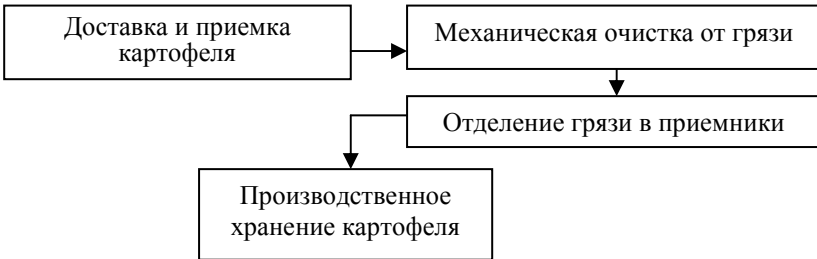 Доставка и приемка
картофеля
Механическая очистка от грязи
Отделение грязи в приемники
Производственное
хранение картофеля